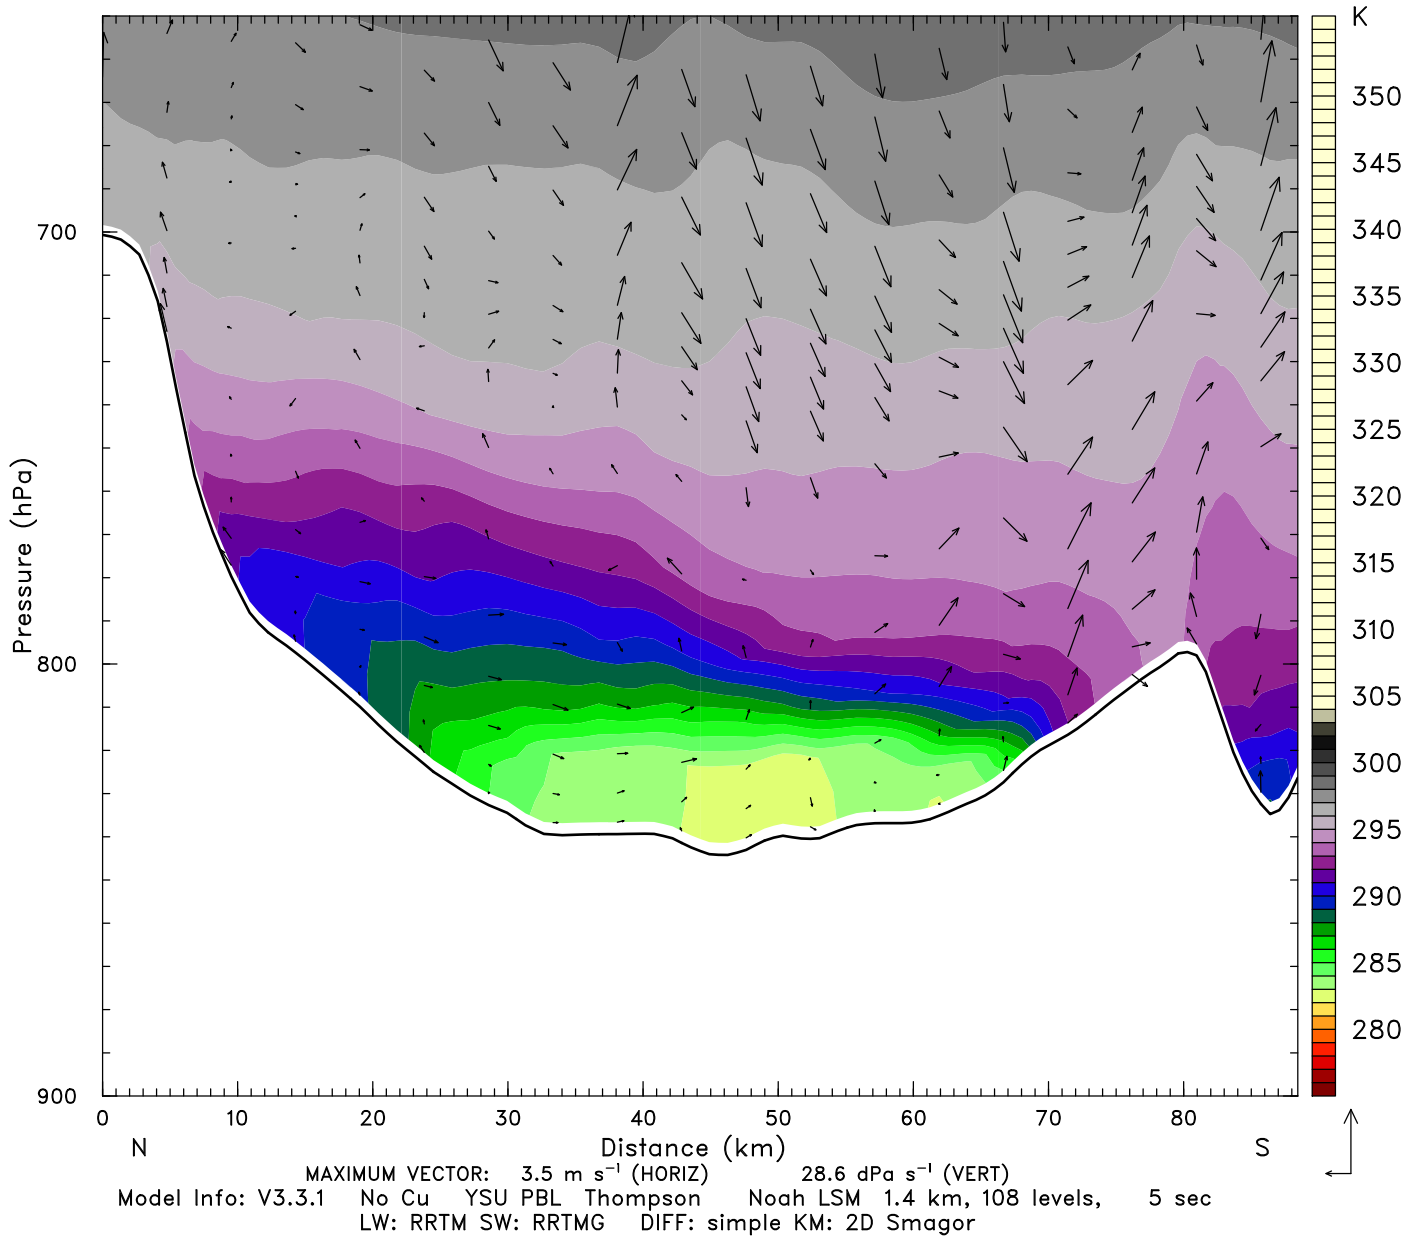 K
350
345
340
335
330
325
320
315
310
305
300
295
290
285
280
700
800
900
Pressure (hPa)
0 10 20 30 40 50 60 70 80
N Distance (km) S
MAXIMUM VECTOR: 3.5 m s⁻¹ (HORIZ) 28.6 dPa s⁻¹ (VERT)
Model Info: V3.3.1 No Cu YSU PBL Thompson Noah LSM 1.4 km, 108 levels, 5 sec
LW: RRTM SW: RRTMG DIFF: simple KM: 2D Smagor